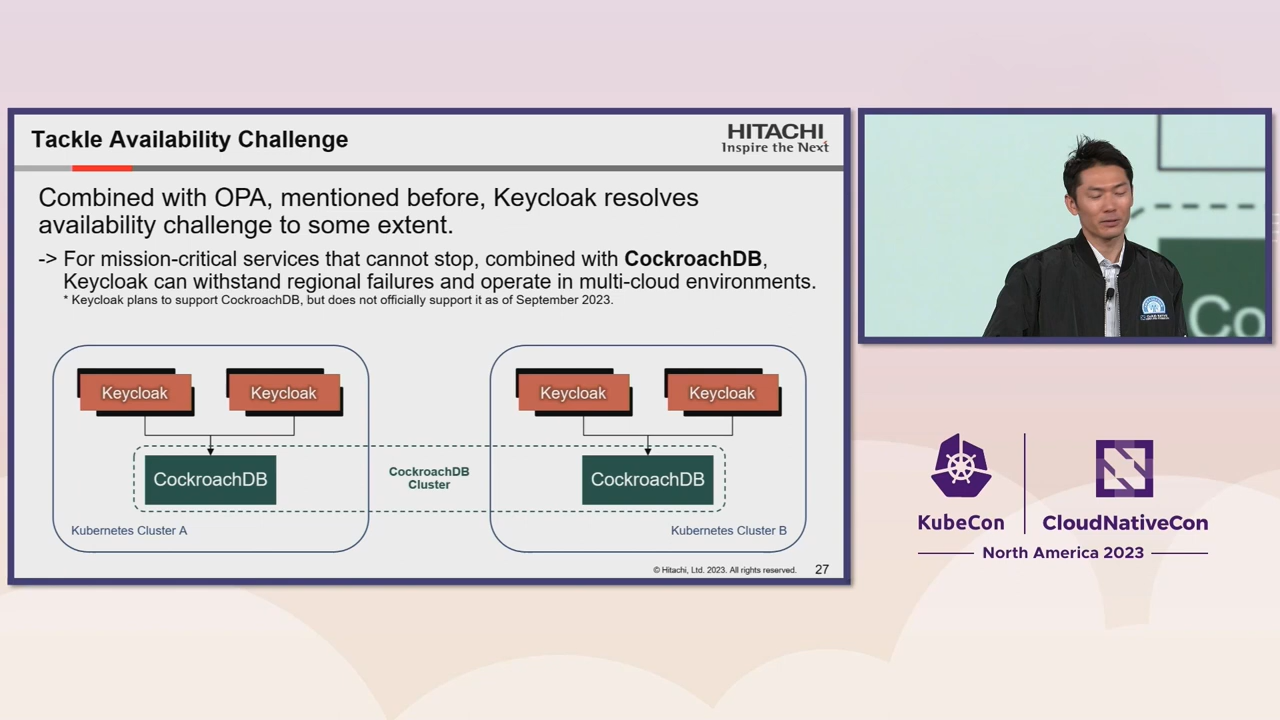 Tackle Availability Challenge
HITACHI
Inspire the Next
Combined with OPA, mentioned before, Keycloak resolves
availability challenge to some extent.
-> For mission-critical services that cannot stop, combined with CockroachDB,
Keycloak can withstand regional failures and operate in multi-cloud environments.
* Keycloak plans to support CockroachDB, but does not officially support it as of September 2023.
Keycloak
Keycloak
Keycloak
Keycloak
CockroachDB
CockroachDB
Cluster
CockroachDB
Kubernetes Cluster A
Kubernetes Cluster B
© Hitachi, Ltd. 2023. All rights reserved.
27
Co
KubeCon
CloudNativeCon
North America 2023